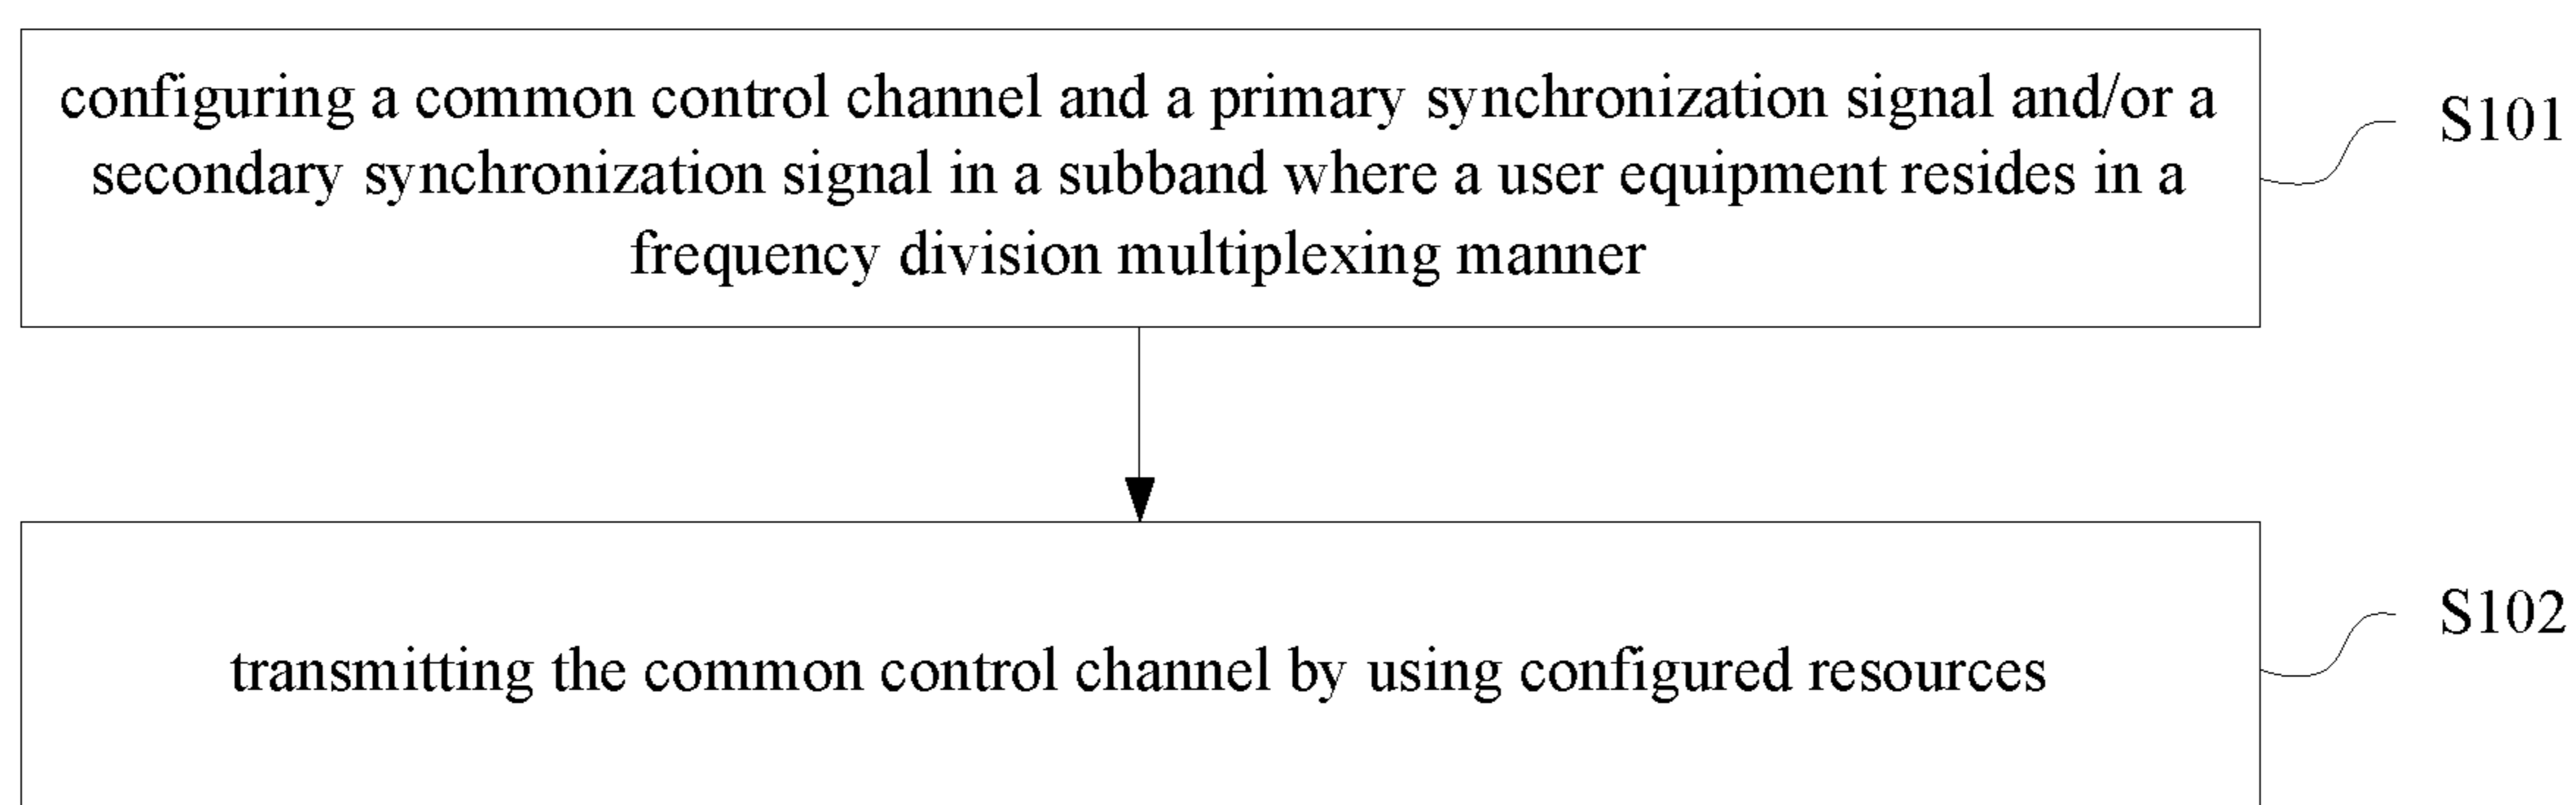 configuring a common control channel and a primary synchronization signal and/or a
secondary synchronization signal in a subband where a user equipment resides in a
frequency division multiplexing manner
S101
transmitting the common control channel by using configured resources
S102